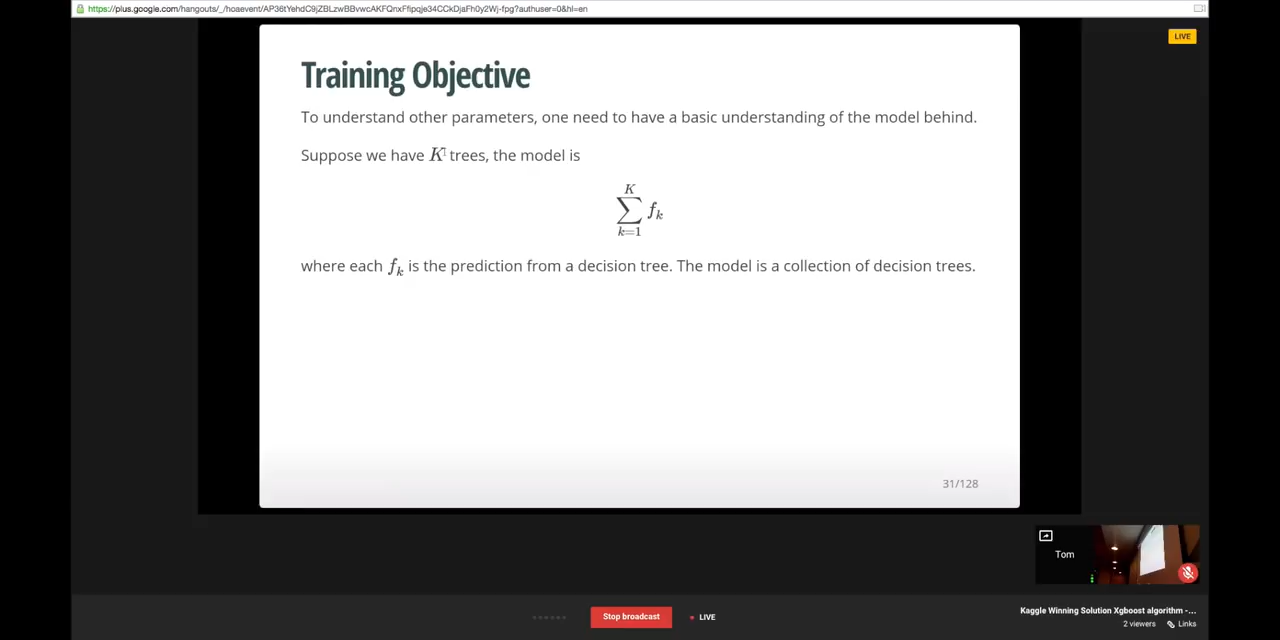 https://plus.google.com/hangouts/_/hoaevent/AP36tYehdC9jZBLzwBBvwcAKFQnxFfipqje34CCkDjaFh0y2Wj-fpg?authuser=0&hl=en
LIVE
Training Objective
To understand other parameters, one need to have a basic understanding of the model behind.
Suppose we have K trees, the model is
K
∑ fk
k=1
where each fk is the prediction from a decision tree. The model is a collection of decision trees.
31/128
Tom
Stop broadcast
LIVE
Kaggle Winning Solution Xgboost algorithm -...
2 viewers Links